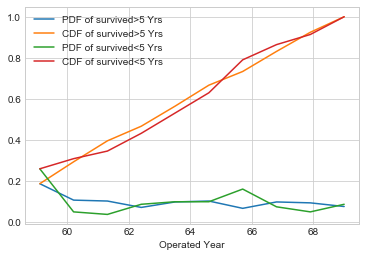 PDF of survived>5 Yrs
CDF of survived>5 Yrs
PDF of survived<5 Yrs
CDF of survived<5 Yrs
1.0
0.8
0.6
0.4
0.2
0.0
60 62 64 66 68
Operated Year